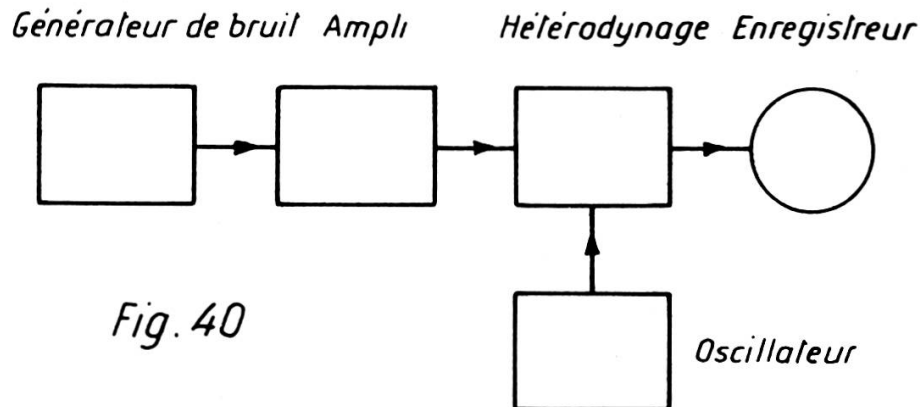 Générateur de bruit Ampli Hétérodynage Enregistreur
Oscillateur
Fig. 40